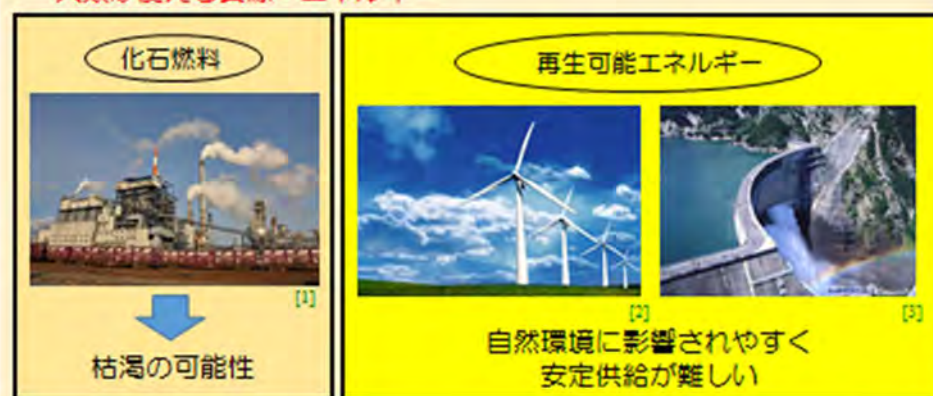 化石燃料
再生可能エネルギー
[1]
[2]
[3]
枯渇の可能性
自然環境に影響されやすく
安定供給が難しい